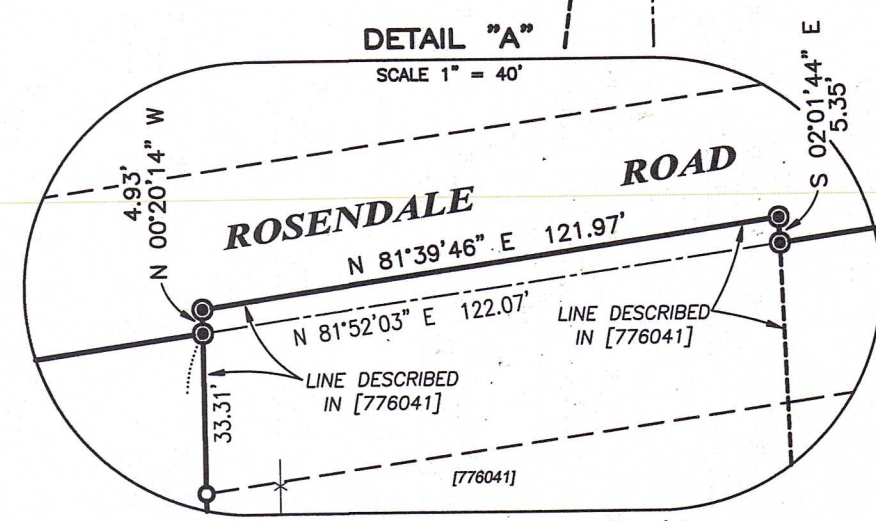 DETAIL "A"
SCALE 1" = 40'
4.93'
N 00°20'14" W
S 02°01'44" E
5.35'
ROSENDALE ROAD
N 81°39'46" E 121.97'
N 81°52'03" E 122.07'
LINE DESCRIBED
IN [776041]
LINE DESCRIBED
IN [776041]
33.31'
[776041]